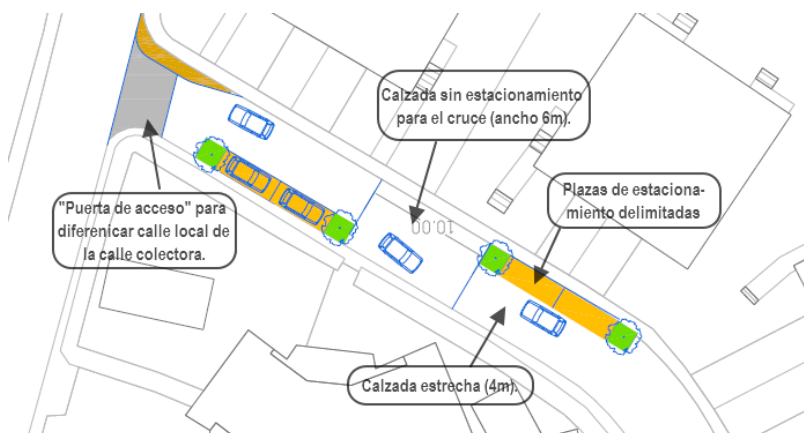 Calzada sin estacionamiento
para el cruce (ancho 6m).
Plazas de estaciona-
miento delimitadas
"Puerta de acceso" para
diferenicar calle local de
la calle colectora.
10.00
Calzada estrecha (4m).